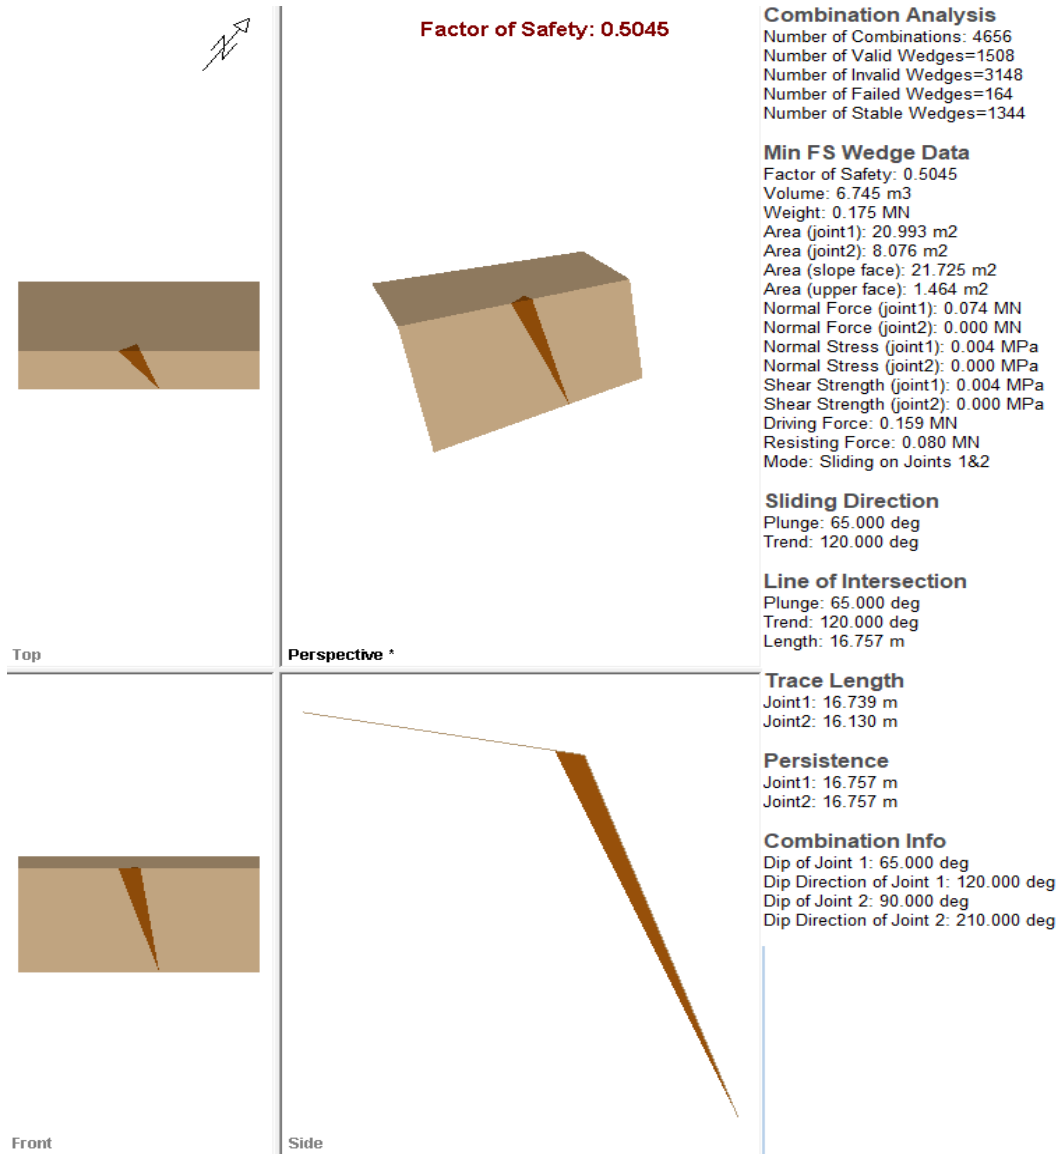 N
Factor of Safety: 0.5045
Top
Perspective *
Front
Side
Combination Analysis
Number of Combinations: 4656
Number of Valid Wedges=1508
Number of Invalid Wedges=3148
Number of Failed Wedges=164
Number of Stable Wedges=1344
Min FS Wedge Data
Factor of Safety: 0.5045
Volume: 6.745 m3
Weight: 0.175 MN
Area (joint1): 20.993 m2
Area (joint2): 8.076 m2
Area (slope face): 21.725 m2
Area (upper face): 1.464 m2
Normal Force (joint1): 0.074 MN
Normal Force (joint2): 0.000 MN
Normal Stress (joint1): 0.004 MPa
Normal Stress (joint2): 0.000 MPa
Shear Strength (joint1): 0.004 MPa
Shear Strength (joint2): 0.000 MPa
Driving Force: 0.159 MN
Resisting Force: 0.080 MN
Mode: Sliding on Joints 1&2
Sliding Direction
Plunge: 65.000 deg
Trend: 120.000 deg
Line of Intersection
Plunge: 65.000 deg
Trend: 120.000 deg
Length: 16.757 m
Trace Length
Joint1: 16.739 m
Joint2: 16.130 m
Persistence
Joint1: 16.757 m
Joint2: 16.757 m
Combination Info
Dip of Joint 1: 65.000 deg
Dip Direction of Joint 1: 120.000 deg
Dip of Joint 2: 90.000 deg
Dip Direction of Joint 2: 210.000 deg